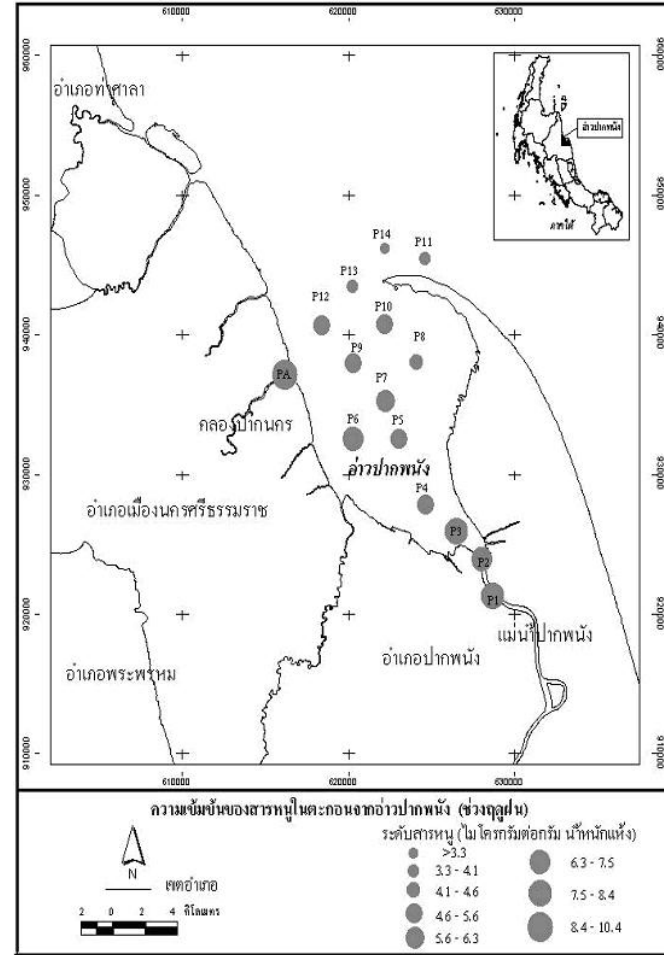 610000 620000 630000
960000 960000
อำเภอท่าศาลา
อ่าวปากพนัง
ภาคใต้
950000 950000
P14 P11
P13
P12 P10
940000 940000
P9 P8
PA
P7
คลองปากนคร
P6 P5
อ่าวปากพนัง
930000 930000
P4
อำเภอเมืองนครศรีธรรมราช
P3
P2
P1
920000 920000
แม่น้ำปากพนัง
อำเภอปากพนัง
อำเภอพระพรหม
910000 910000
610000 620000 630000
ความเข้มข้นของสารหนูในตะกอนจากอ่าวปากพนัง (ช่วงฤดูฝน)
ระดับสารหนู (ไมโครกรัมต่อกรัม น้ำหนักแห้ง)
>3.3
3.3 - 4.1
4.1 - 4.6
4.6 - 5.6
5.6 - 6.3
6.3 - 7.5
7.5 - 8.4
8.4 - 10.4
N
เขตอำเภอ
2 0 2 4 กิโลเมตร